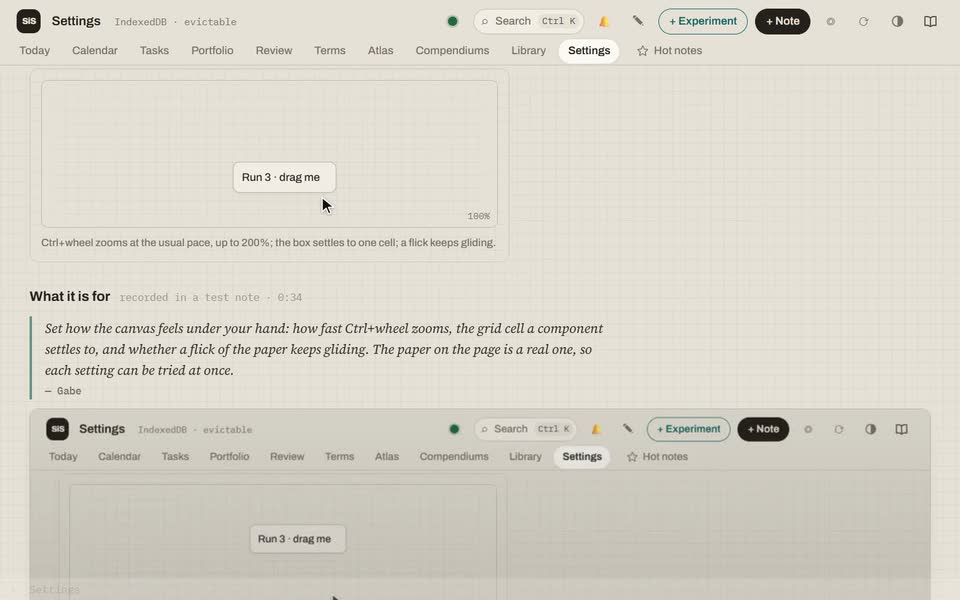 SiS Settings IndexedDB · evictable Search Ctrl K + Experiment + Note
Today Calendar Tasks Portfolio Review Terms Atlas Compendiums Library Settings Hot notes
Run 3 · drag me
100%
Ctrl+wheel zooms at the usual pace, up to 200%; the box settles to one cell; a flick keeps gliding.
What it is for recorded in a test note · 0:34
Set how the canvas feels under your hand: how fast Ctrl+wheel zooms, the grid cell a component
settles to, and whether a flick of the paper keeps gliding. The paper on the page is a real one, so
each setting can be tried at once.
— Gabe
SiS Settings IndexedDB · evictable Search Ctrl K + Experiment + Note
Today Calendar Tasks Portfolio Review Terms Atlas Compendiums Library Settings Hot notes
Run 3 · drag me
Settings